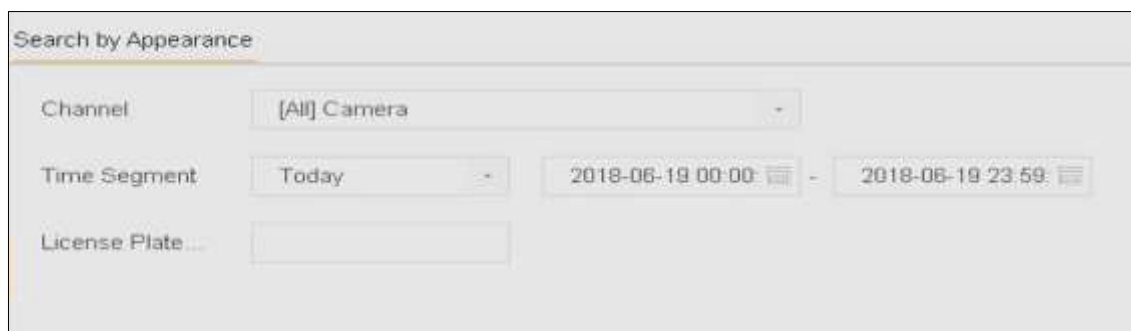 Search by Appearance
Channel [All] Camera
Time Segment Today 2018-06-19 00:00: - 2018-06-19 23:59:
License Plate...